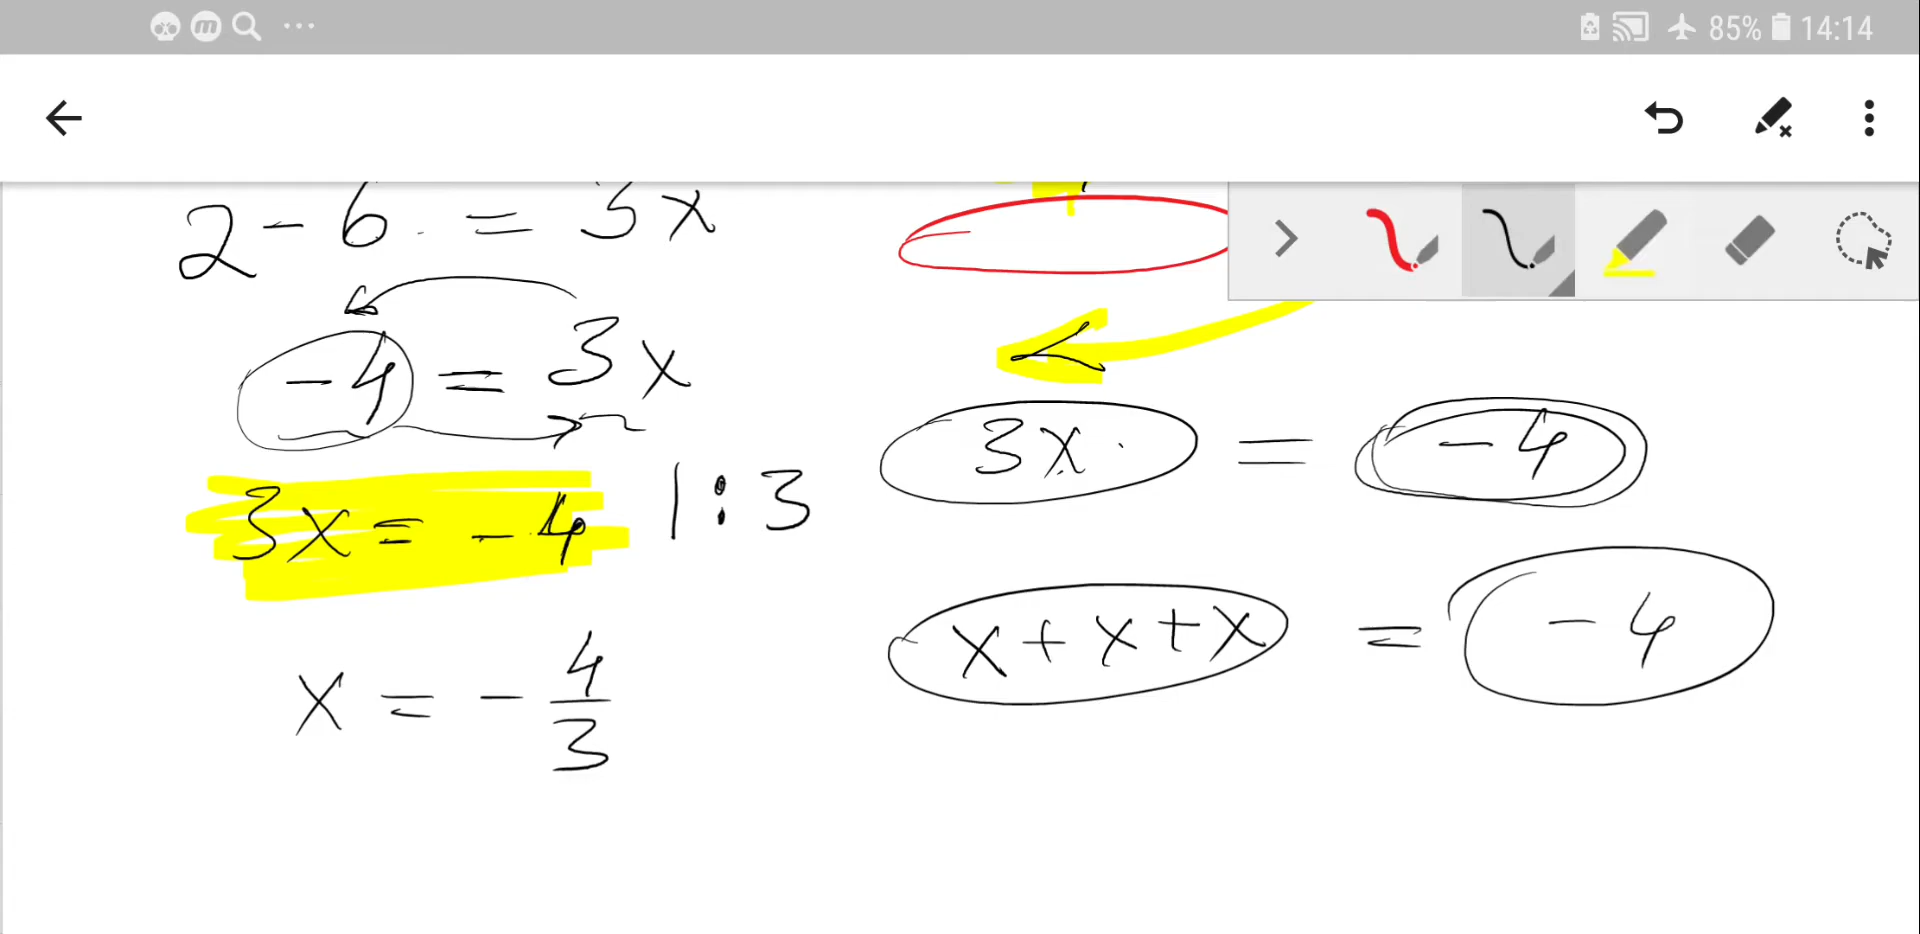 85% 14:14
2 - 6 = 3x
-4 = 3x
3x = -4 | : 3
x = - 4/3
3x = -4
x + x + x = -4